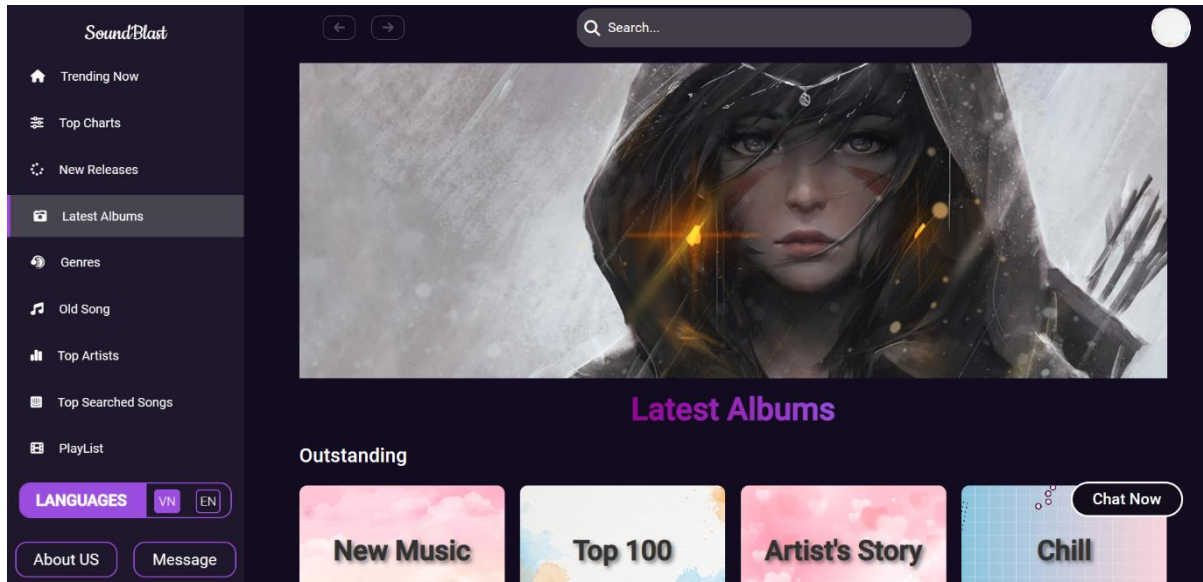 SoundBlast
Search...
Trending Now
Top Charts
New Releases
Latest Albums
Genres
Old Song
Top Artists
Top Searched Songs
PlayList
LANGUAGES VN EN
About US Message
Latest Albums
Outstanding
New Music
Top 100
Artist's Story
Chill
Chat Now